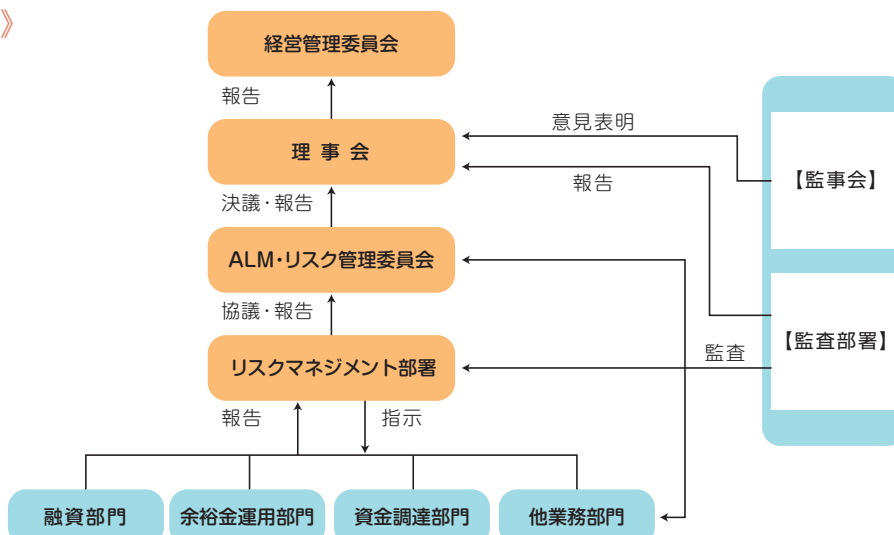 》
経営管理委員会
報告
意見表明
理事会
【監事会】
報告
決議・報告
ALM・リスク管理委員会
協議・報告
【監査部署】
監査
リスクマネジメント部署
報告
指示
融資部門
余裕金運用部門
資金調達部門
他業務部門